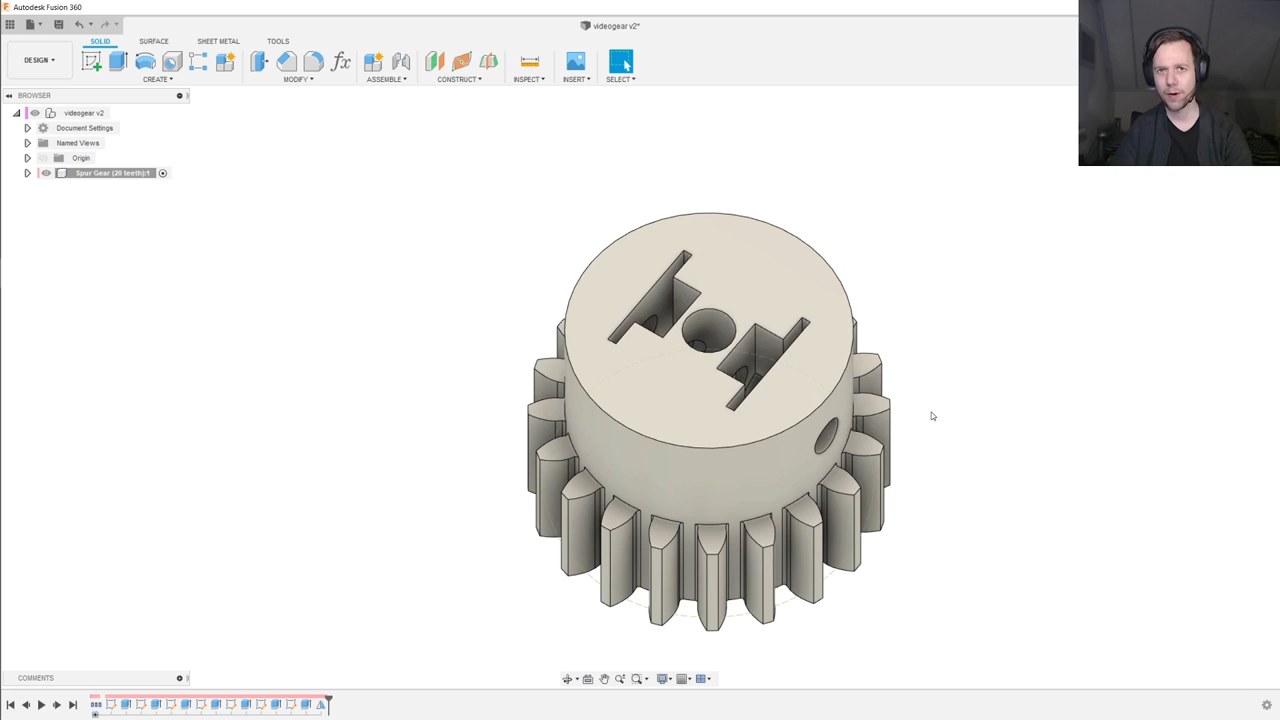 Autodesk Fusion 360
videogear v2*
SOLID SURFACE SHEET METAL TOOLS
DESIGN
CREATE MODIFY ASSEMBLE CONSTRUCT INSPECT INSERT SELECT
BROWSER
videogear v2
Document Settings
Named Views
Origin
Spur Gear (20 teeth):1
COMMENTS